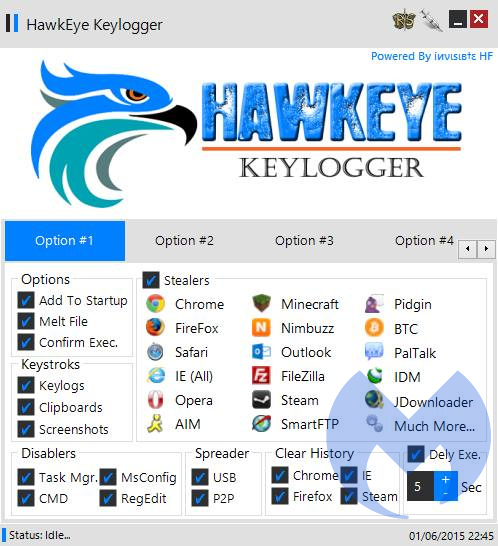 HawkEye Keylogger
Powered By iиvιsιвłε HF
HAWKEYE
KEYLOGGER
Option #1 Option #2 Option #3 Option #4
Options
Add To Startup
Melt File
Confirm Exec.
Keystroks
Keylogs
Clipboards
Screenshots
Stealers
Chrome Minecraft Pidgin
FireFox Nimbuzz BTC
Safari Outlook PalTalk
IE (All) FileZilla IDM
Opera Steam JDownloader
AIM SmartFTP Much More...
Disablers
Task Mgr. MsConfig
CMD RegEdit
Spreader
USB
P2P
Clear History
Chrome IE
Firefox Steam
Dely Exe.
5 Sec
Status: Idle... 01/06/2015 22:45